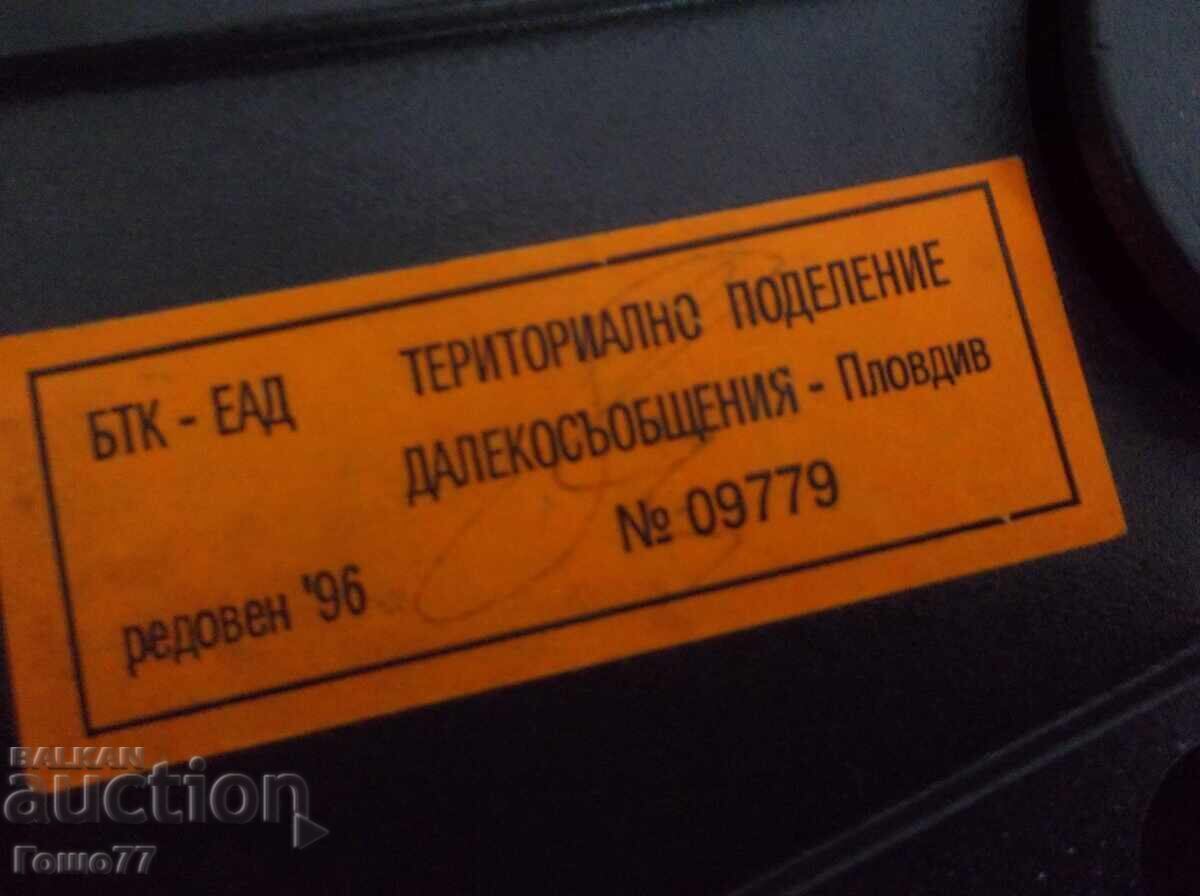 БТК - ЕАД
ТЕРИТОРИАЛНО ПОДЕЛЕНИЕ
ДАЛЕКОСЪОБЩЕНИЯ - Пловдив
№ 09779
редовен '96
BALKAN
auction
Гошо77